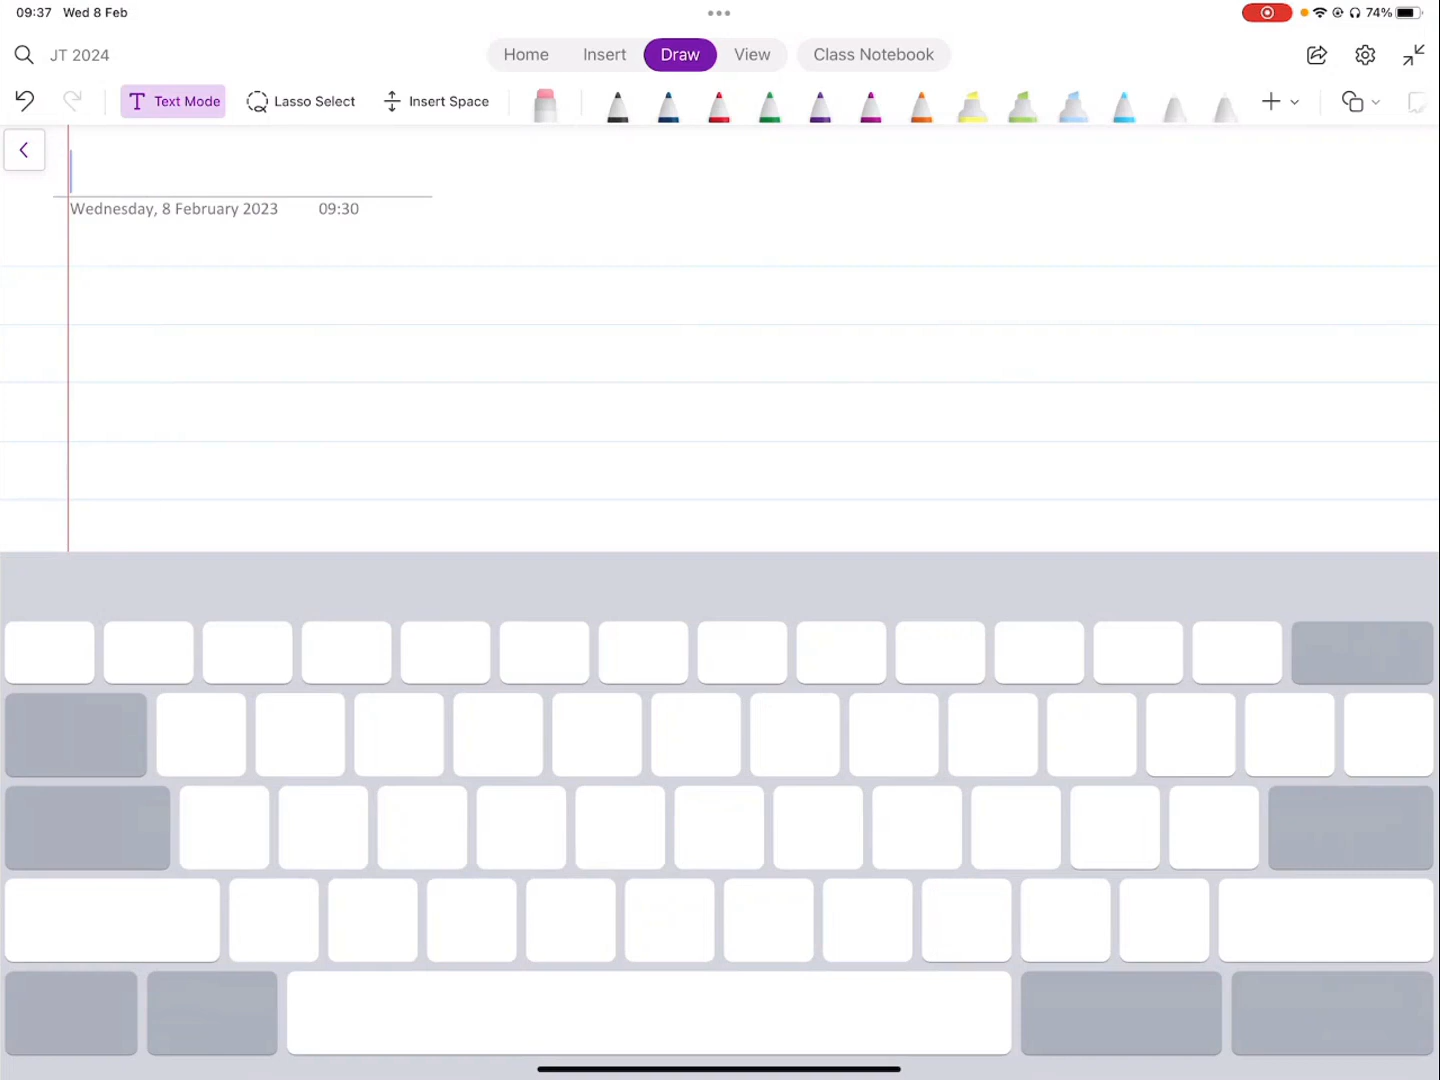 09:37 Wed 8 Feb 74%
JT 2024 Home Insert Draw View Class Notebook
T Text Mode Lasso Select Insert Space
Wednesday, 8 February 2023 09:30